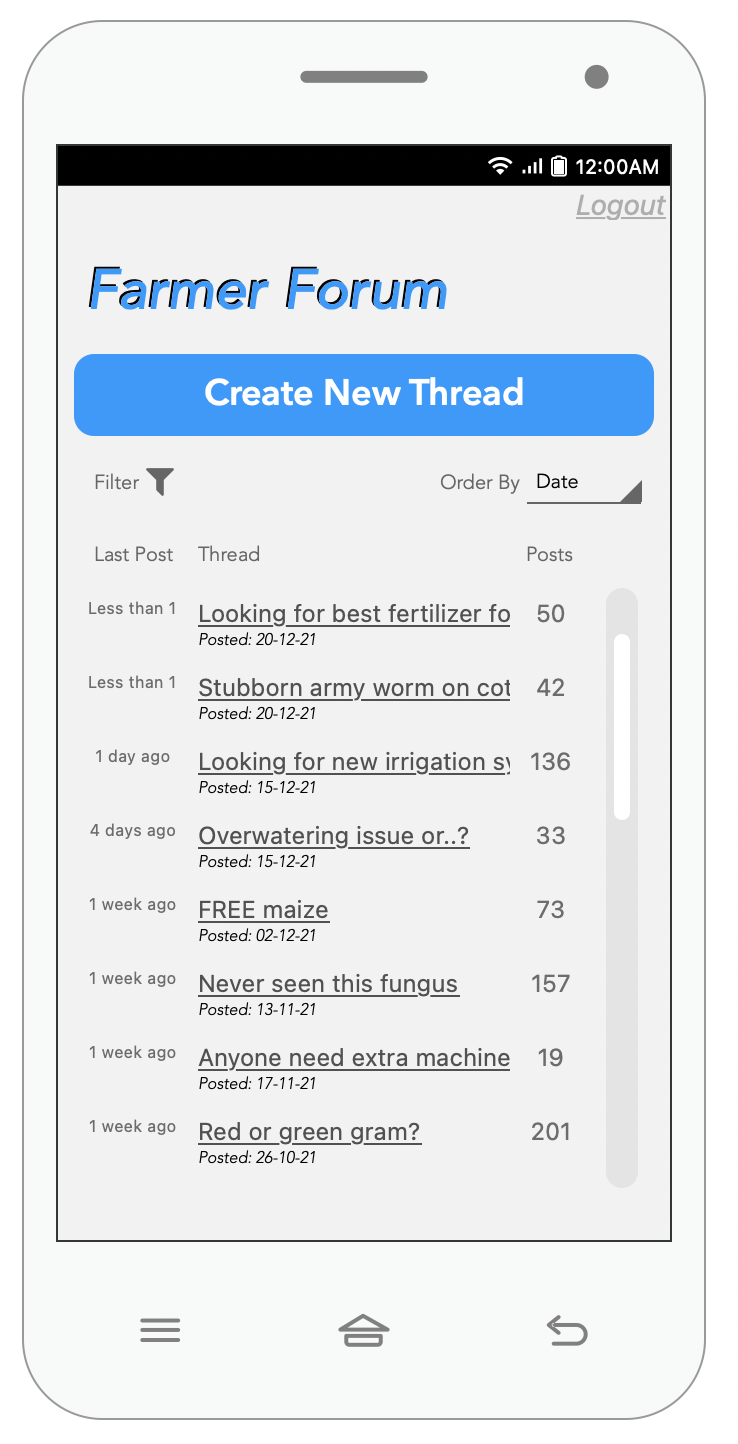 12:00AM
Logout
Farmer Forum
Create New Thread
Filter Order By Date
Last Post Thread Posts
Less than 1 Looking for best fertilizer fo 50
Posted: 20-12-21
Less than 1 Stubborn army worm on cot 42
Posted: 20-12-21
1 day ago Looking for new irrigation sy 136
Posted: 15-12-21
4 days ago Overwatering issue or..? 33
Posted: 15-12-21
1 week ago FREE maize 73
Posted: 02-12-21
1 week ago Never seen this fungus 157
Posted: 13-11-21
1 week ago Anyone need extra machine 19
Posted: 17-11-21
1 week ago Red or green gram? 201
Posted: 26-10-21